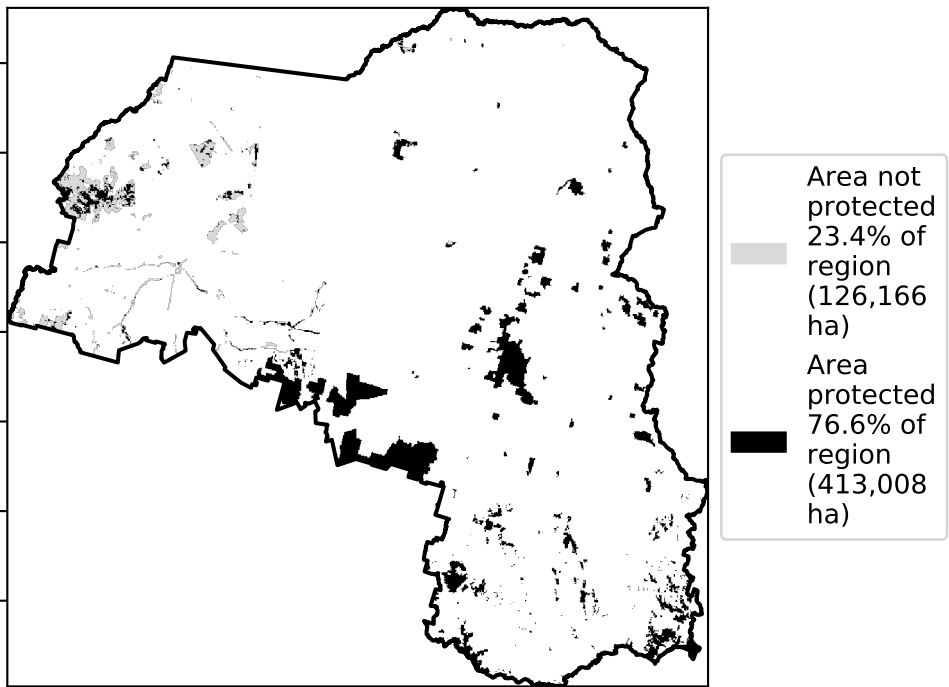 Area not
protected
23.4% of
region
(126,166
ha)
Area
protected
76.6% of
region
(413,008
ha)